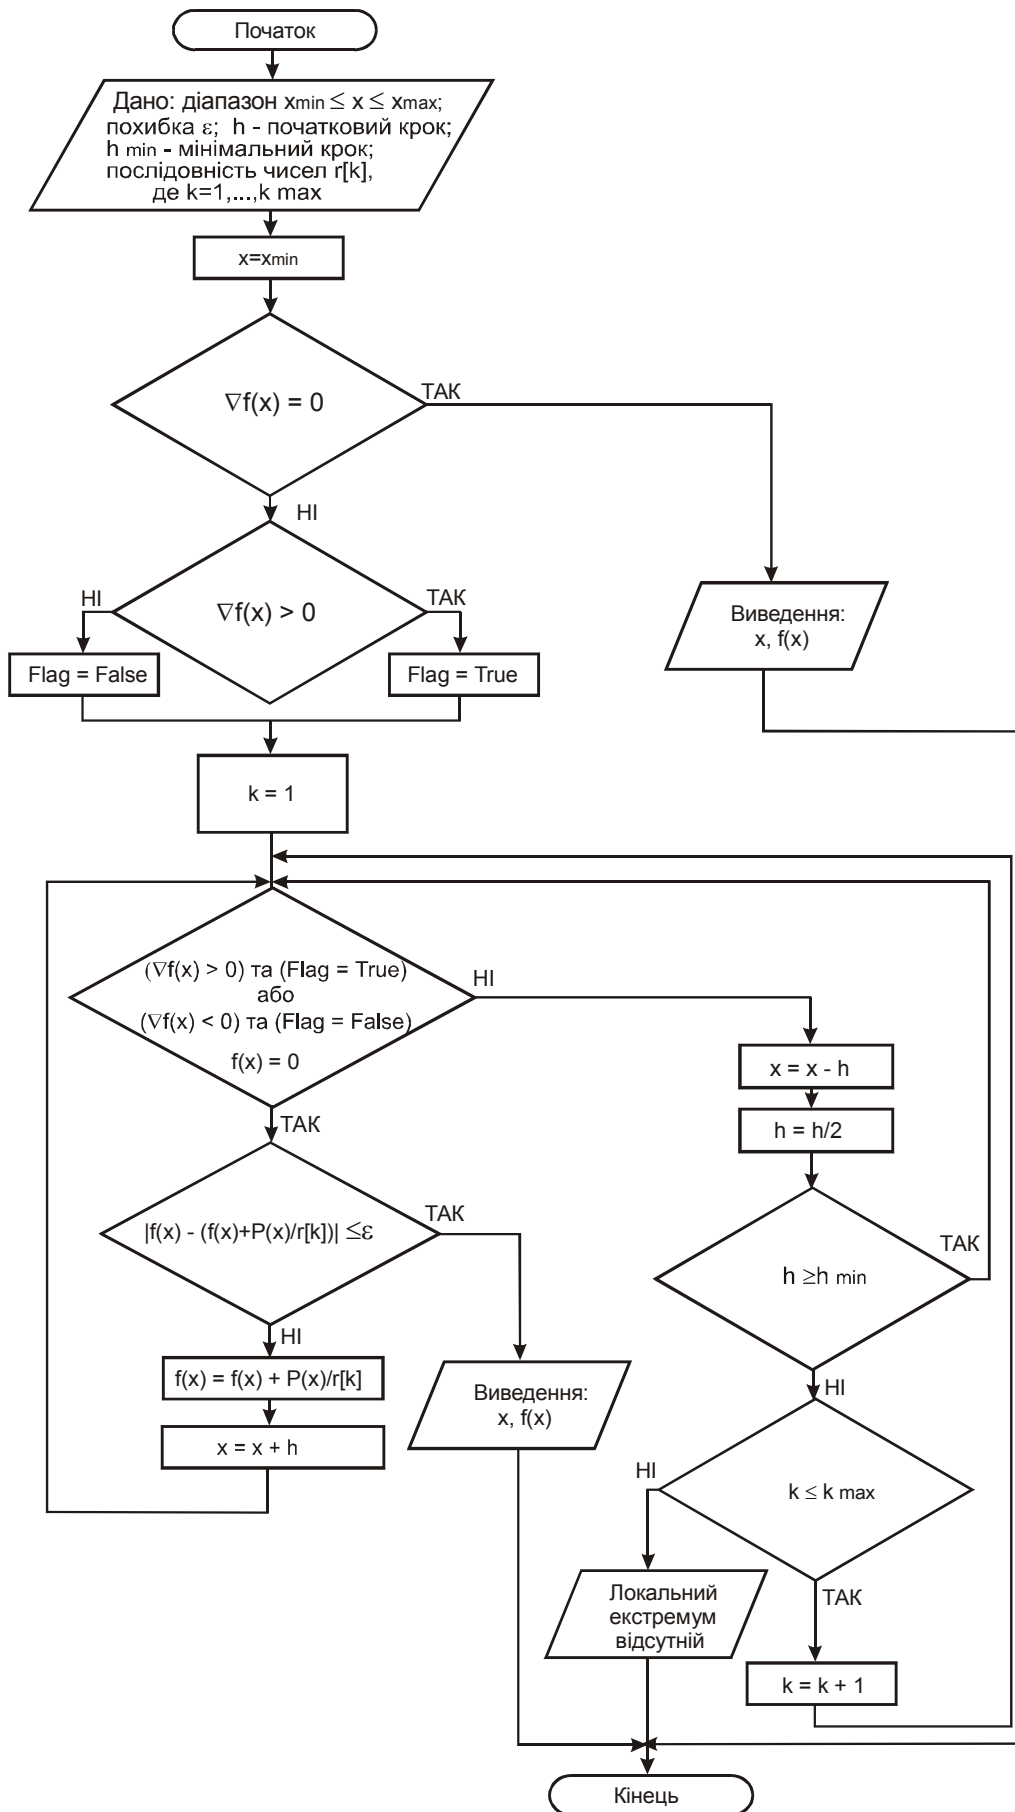 Початок
Дано: діапазон xmin ≤ x ≤ xmax;
похибка ε; h - початковий крок;
h min - мінімальний крок;
послідовність чисел r[k],
де k=1,...,k max
x=xmin
∇f(x) = 0
ТАК
НІ
∇f(x) > 0
НІ
ТАК
Flag = False
Flag = True
Виведення:
x, f(x)
k = 1
(∇f(x) > 0) та (Flag = True)
або
(∇f(x) < 0) та (Flag = False)
f(x) = 0
НІ
ТАК
x = x - h
h = h/2
|f(x) - (f(x)+P(x)/r[k])| ≤ε
ТАК
НІ
h ≥h min
ТАК
НІ
f(x) = f(x) + P(x)/r[k]
x = x + h
Виведення:
x, f(x)
k ≤ k max
НІ
ТАК
Локальний
екстремум
відсутній
k = k + 1
Кінець